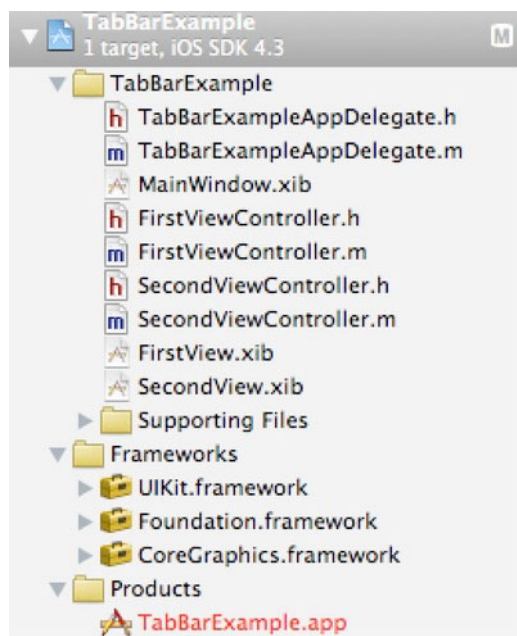 TabBarExample
1 target, iOS SDK 4.3
M
TabBarExample
h TabBarExampleAppDelegate.h
m TabBarExampleAppDelegate.m
MainWindow.xib
h FirstViewController.h
m FirstViewController.m
h SecondViewController.h
m SecondViewController.m
FirstView.xib
SecondView.xib
Supporting Files
Frameworks
UIKit.framework
Foundation.framework
CoreGraphics.framework
Products
TabBarExample.app